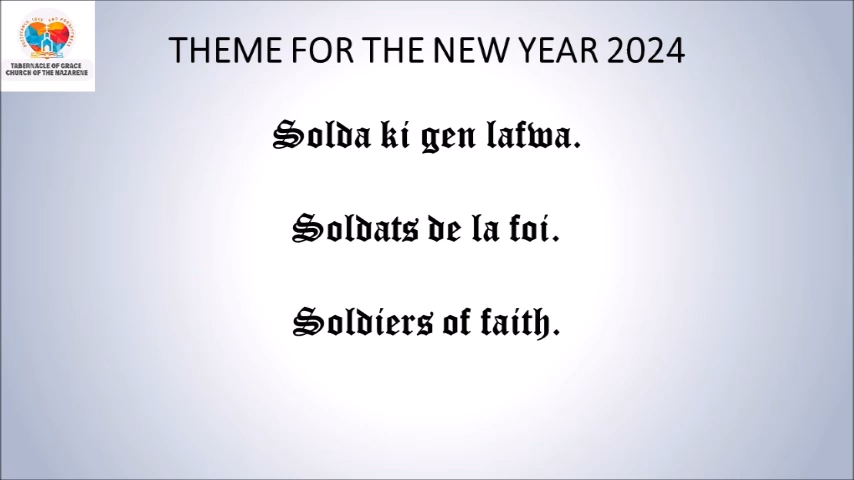 TABERNACLE OF GRACE
CHURCH OF THE NAZARENE
THEME FOR THE NEW YEAR 2024
Solda ki gen lafwa.
Soldats de la foi.
Soldiers of faith.